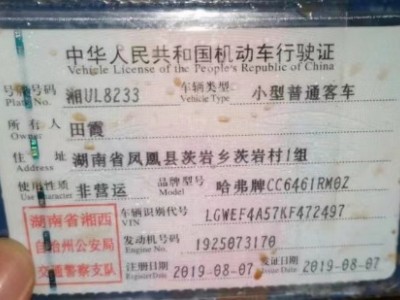 中华人民共和国机动车行驶证
Vehicle License of the People's Republic of China
号牌号码 湘UL8233 车辆类型 小型普通客车
Plate No. Vehicle Type
所有人 田霞
Owner
住址 湖南省凤凰县茨岩乡茨岩村1组
Address
使用性质 非营运 品牌型号 哈弗牌CC6461RM0Z
Use Character Model
湖南省湘西 车辆识别代号 LGWEF4A57KF472497
VIN
自治州公安局 发动机号码 1925073170
Engine No.
交通警察支队 注册日期 2019-08-07 发证日期 2019-08-07
Register Date Issue Date